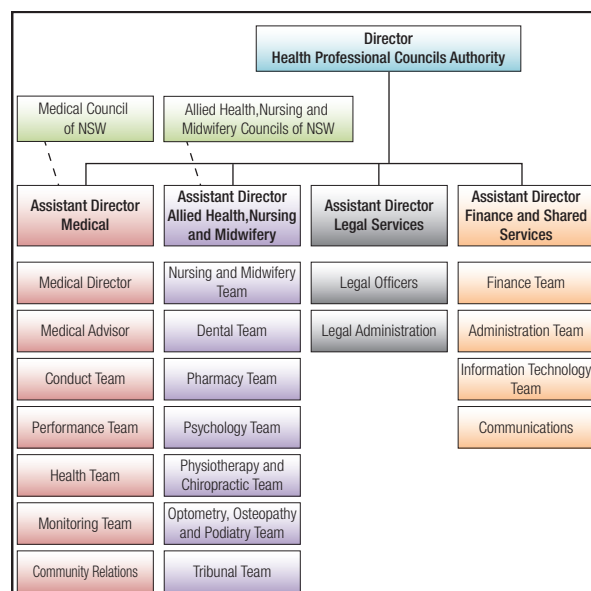 Director
Health Professional Councils Authority
Medical Council
of NSW
Allied Health,Nursing and
Midwifery Councils of NSW
Assistant Director
Medical
Assistant Director
Allied Health,Nursing
and Midwifery
Assistant Director
Legal Services
Assistant Director
Finance and Shared
Services
Medical Director
Medical Advisor
Conduct Team
Performance Team
Health Team
Monitoring Team
Community Relations
Nursing and Midwifery
Team
Dental Team
Pharmacy Team
Psychology Team
Physiotherapy and
Chiropractic Team
Optometry, Osteopathy
and Podiatry Team
Tribunal Team
Legal Officers
Legal Administration
Finance Team
Administration Team
Information Technology
Team
Communications